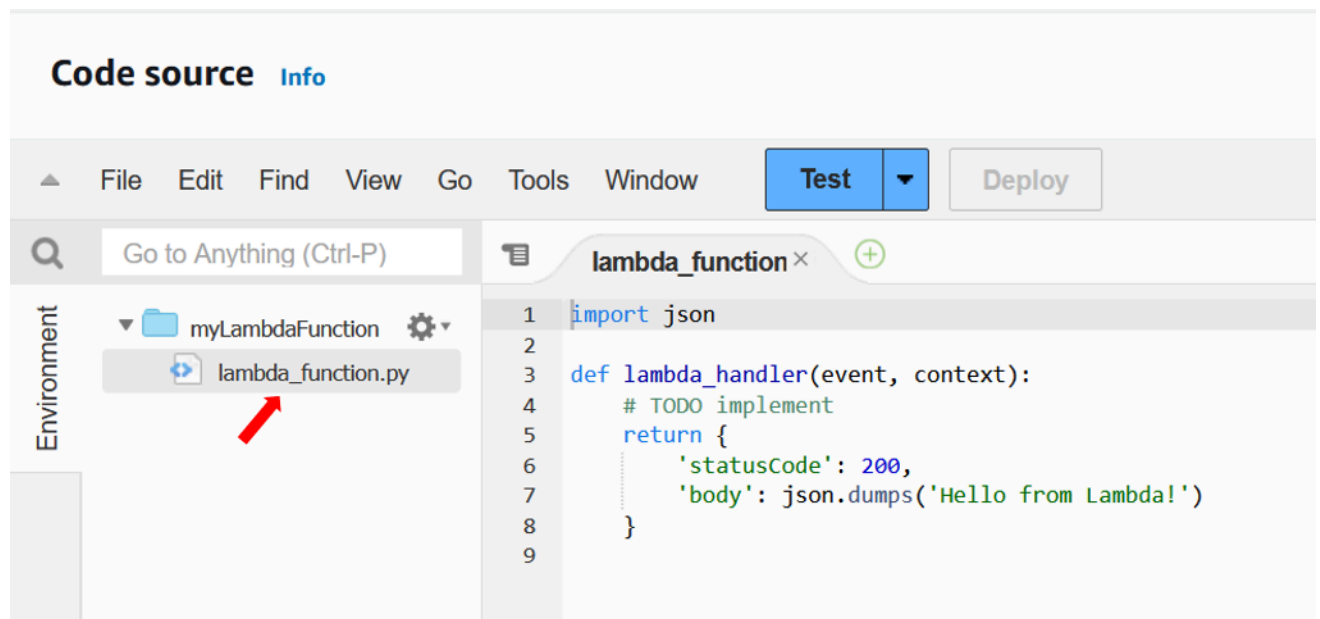 Code source Info
File Edit Find View Go Tools Window Test Deploy
Go to Anything (Ctrl-P)
lambda_function
Environment
myLambdaFunction
lambda_function.py
1 import json
2
3 def lambda_handler(event, context):
4     # TODO implement
5     return {
6         'statusCode': 200,
7         'body': json.dumps('Hello from Lambda!')
8     }
9